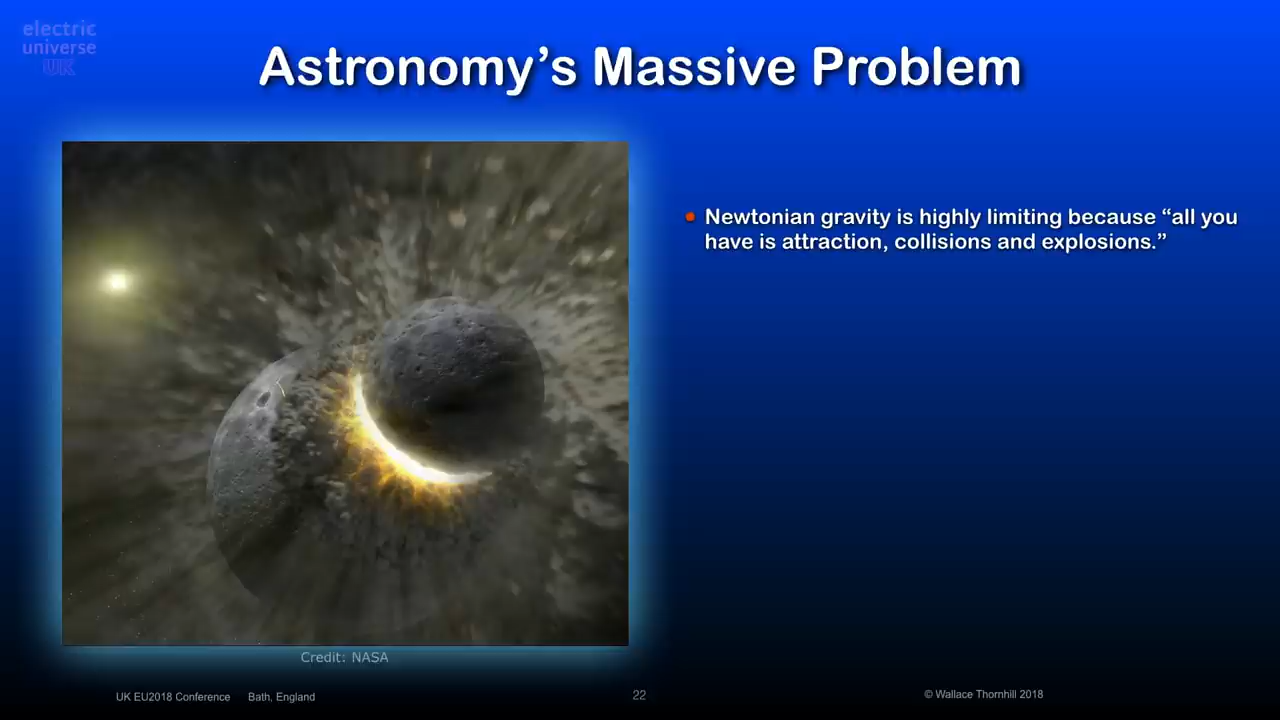 electric
universe
UK
Astronomy’s Massive Problem
Newtonian gravity is highly limiting because “all you
have is attraction, collisions and explosions.”
Credit: NASA
UK EU2018 Conference Bath, England
22
© Wallace Thornhill 2018